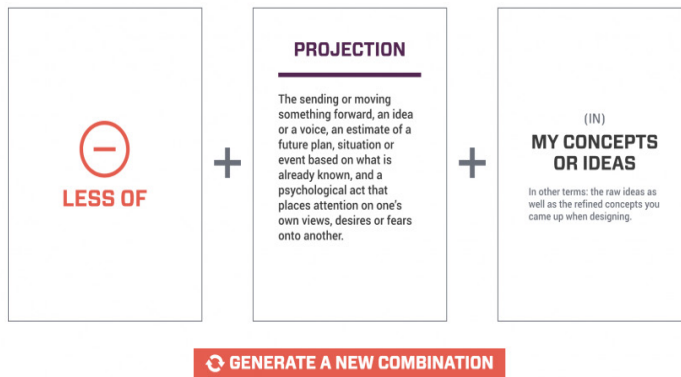 LESS OF
+
PROJECTION
The sending or moving
something forward, an idea
or a voice, an estimate of a
future plan, situation or
event based on what is
already known, and a
psychological act that
places attention on one's
own views, desires or fears
onto another.
+
(IN)
MY CONCEPTS
OR IDEAS
In other terms: the raw ideas as
well as the refined concepts you
came up when designing.
GENERATE A NEW COMBINATION